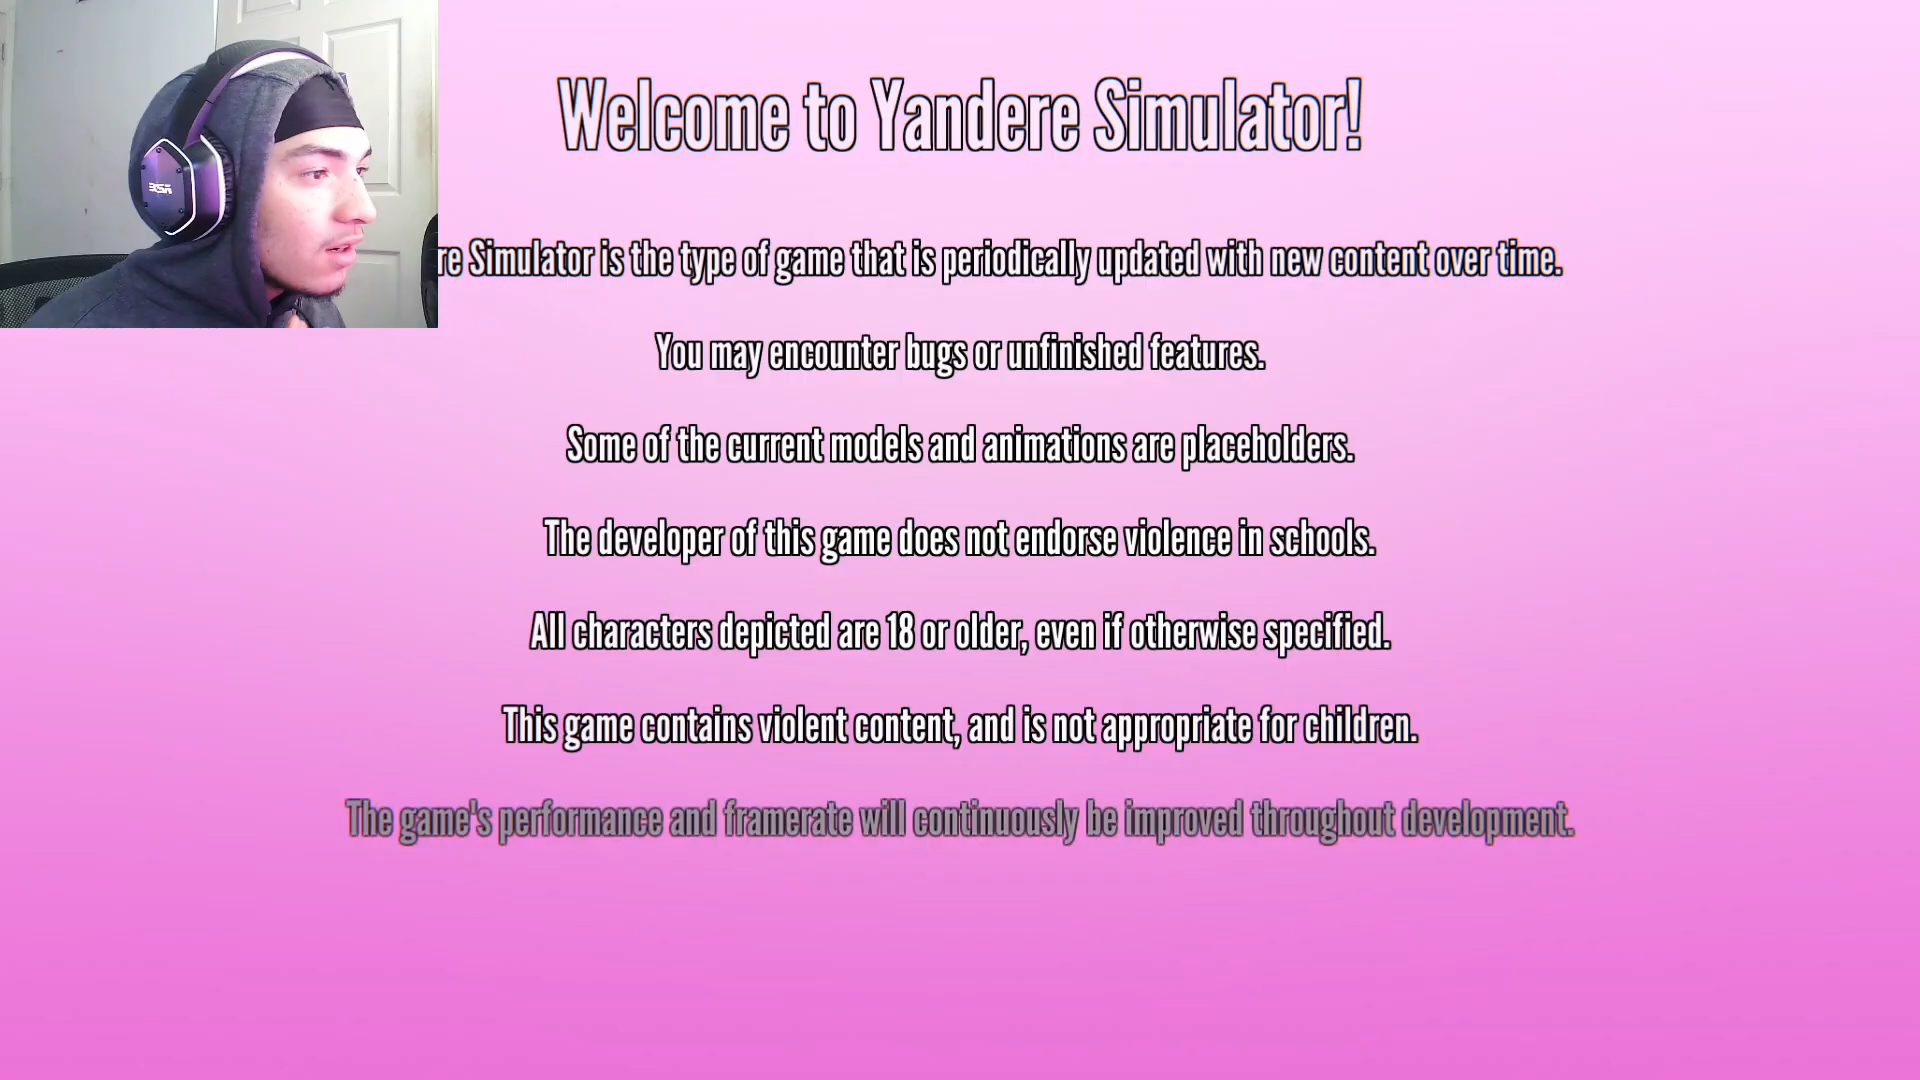 Welcome to Yandere Simulator!
re Simulator is the type of game that is periodically updated with new content over time.
You may encounter bugs or unfinished features.
Some of the current models and animations are placeholders.
The developer of this game does not endorse violence in schools.
All characters depicted are 18 or older, even if otherwise specified.
This game contains violent content, and is not appropriate for children.
The game's performance and framerate will continuously be improved throughout development.